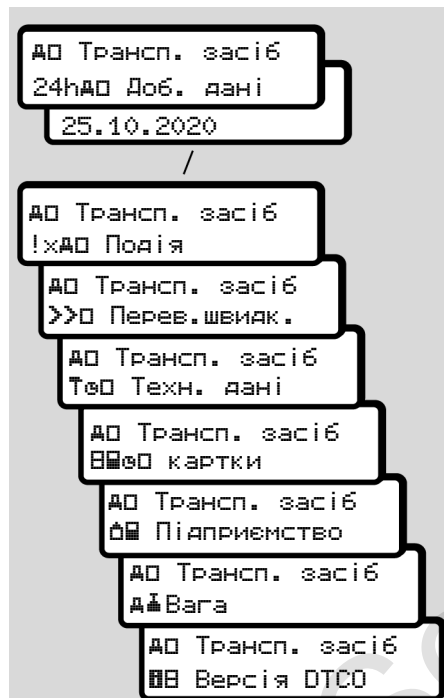 Трансп. засіб
24h Доб. дані
25.10.2020
/
Трансп. засіб
!x Подія
Трансп. засіб
>> Перев.швидк.
Трансп. засіб
Техн. дані
Трансп. засіб
картки
Трансп. засіб
Підприємство
Трансп. засіб
Вага
Трансп. засіб
Версія DTCO